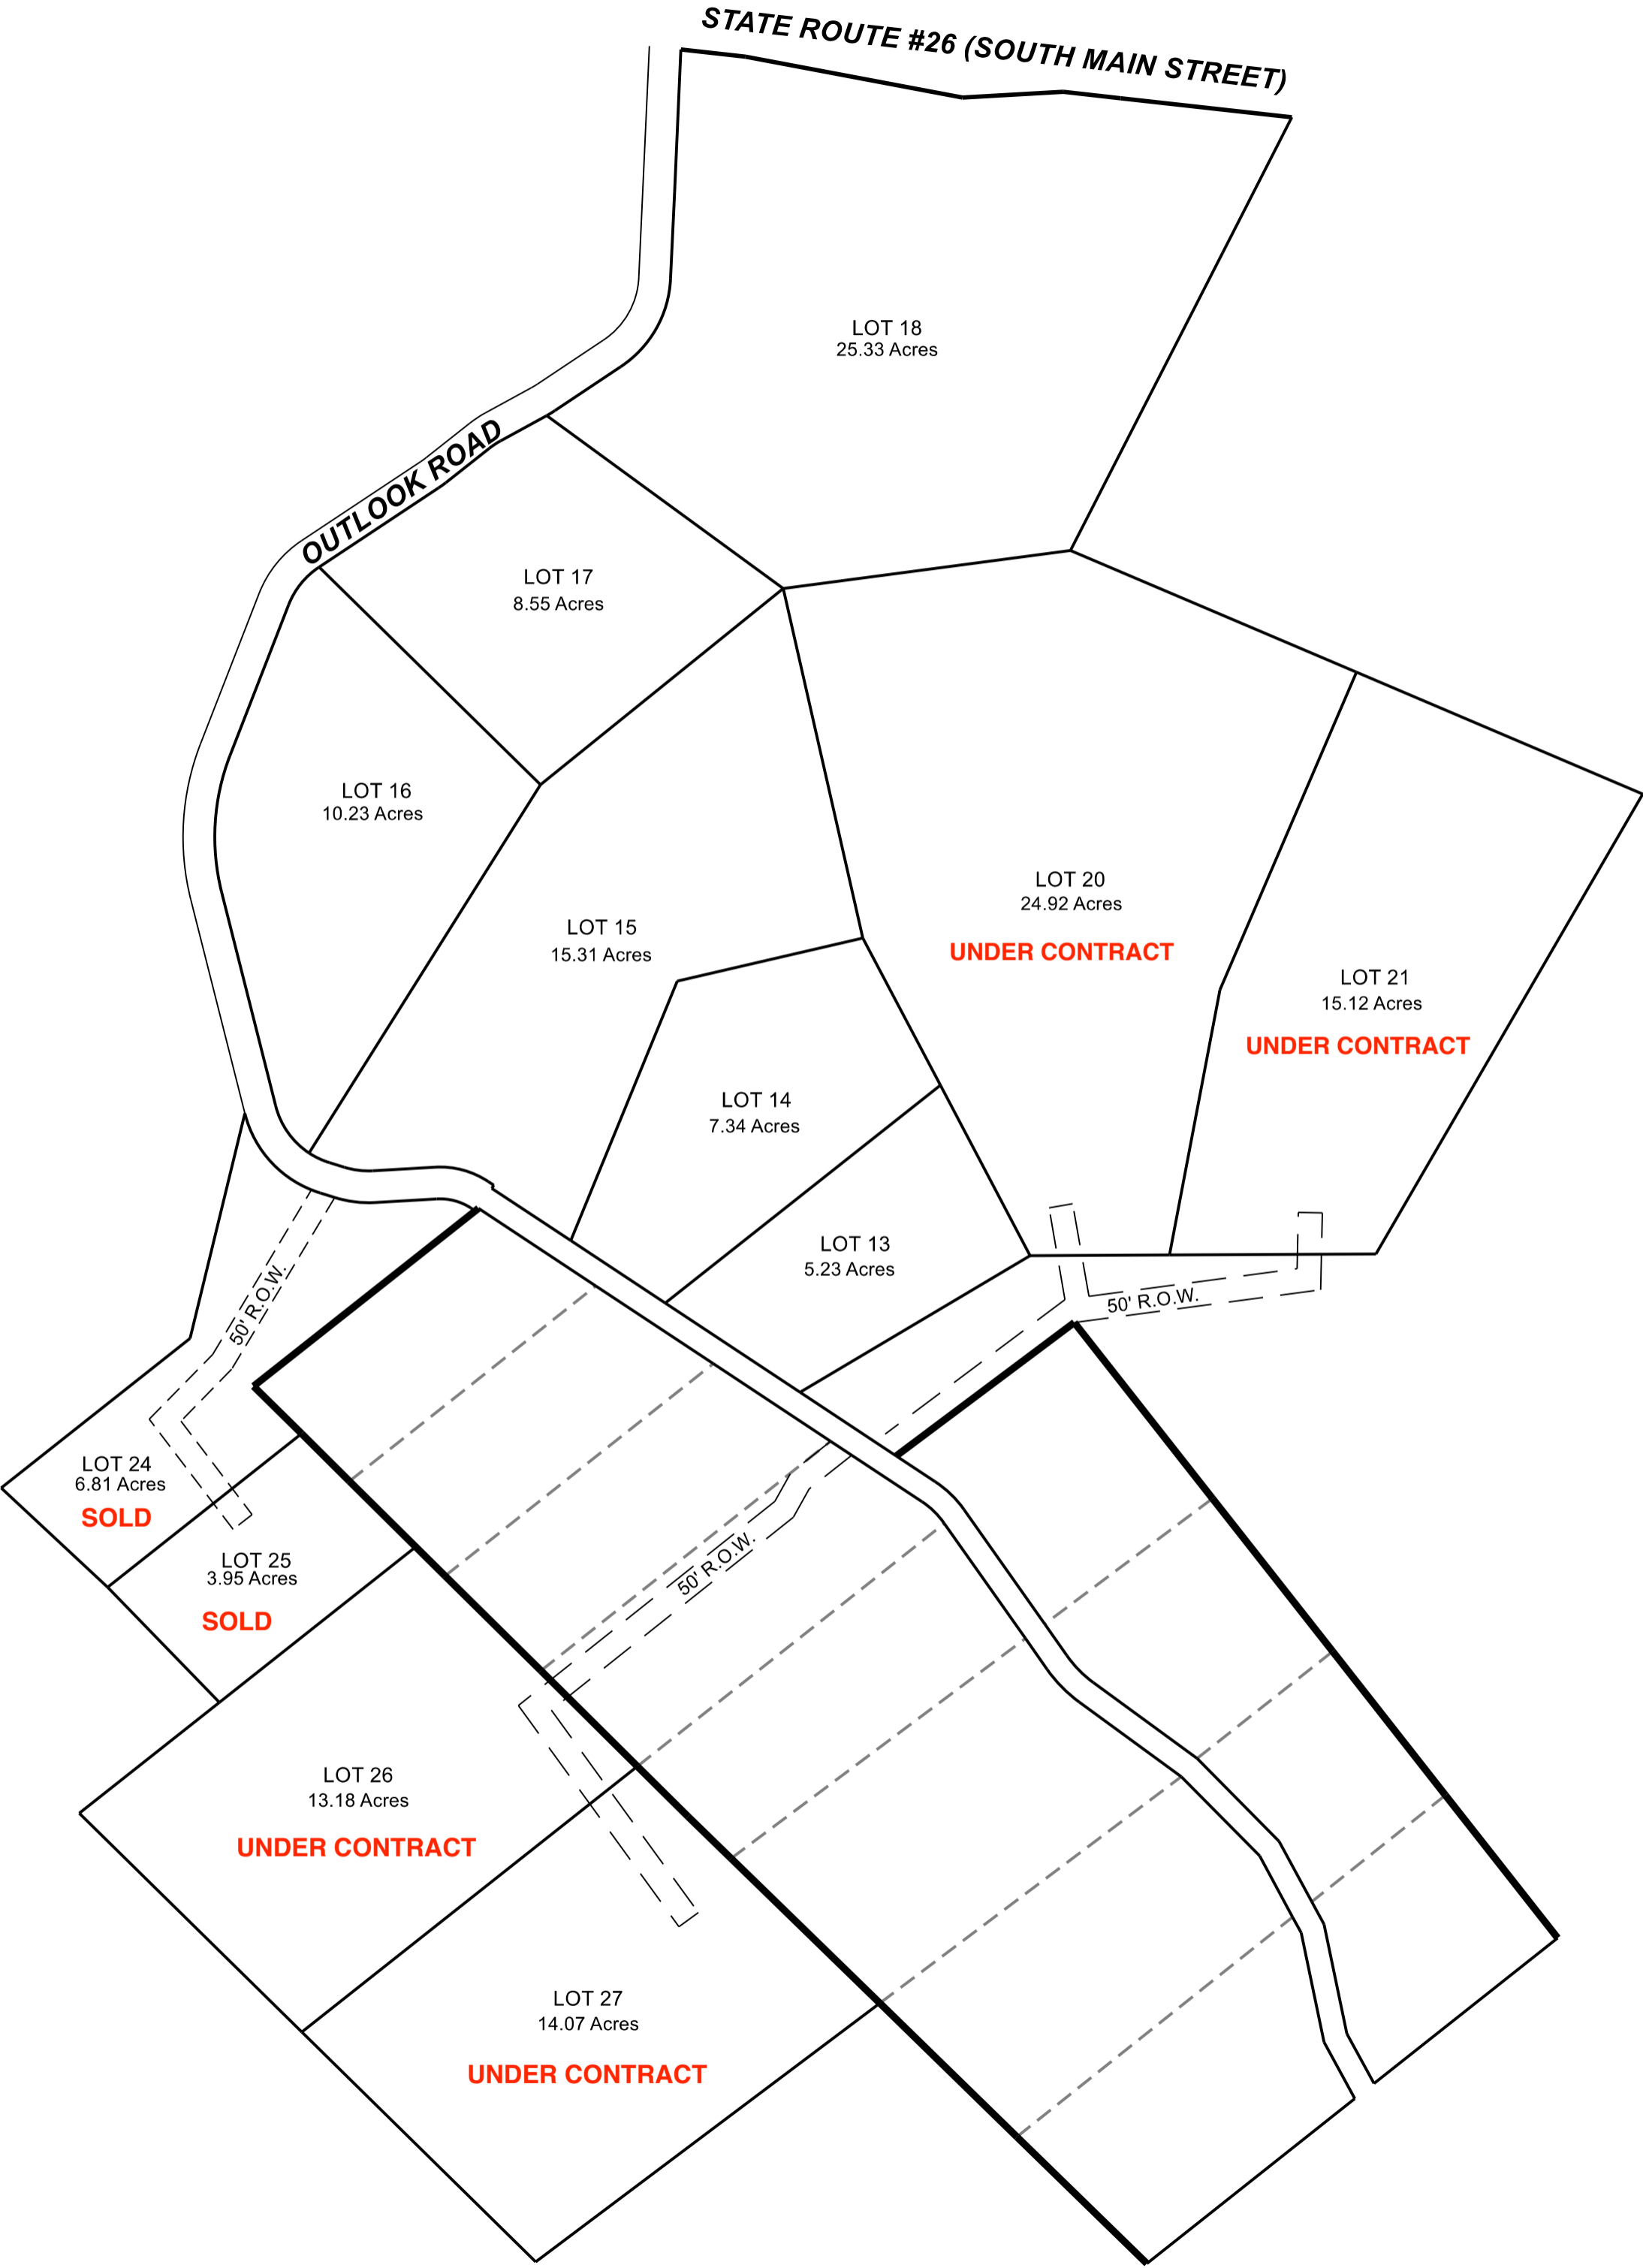 STATE ROUTE #26 (SOUTH MAIN STREET)
LOT 18
25.33 Acres
OUTLOOK ROAD
LOT 17
8.55 Acres
LOT 16
10.23 Acres
LOT 20
24.92 Acres
UNDER CONTRACT
LOT 15
15.31 Acres
LOT 21
15.12 Acres
UNDER CONTRACT
LOT 14
7.34 Acres
LOT 13
5.23 Acres
50' R.O.W.
50' R.O.W.
LOT 24
6.81 Acres
SOLD
LOT 25
3.95 Acres
SOLD
50' R.O.W.
LOT 26
13.18 Acres
UNDER CONTRACT
LOT 27
14.07 Acres
UNDER CONTRACT